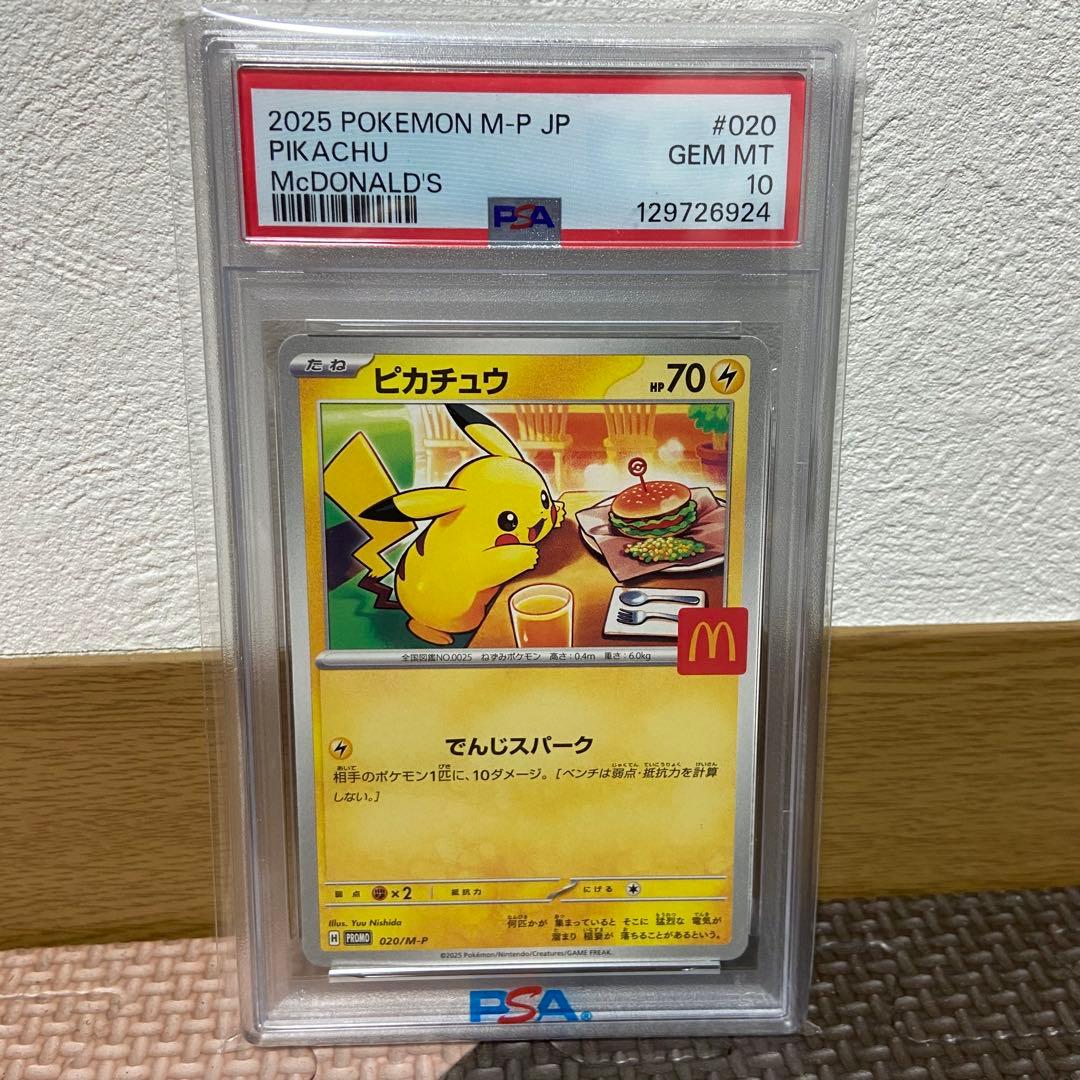 2025 POKEMON M-P JP #020
PIKACHU GEM MT
McDONALD'S 10
PSA 129726924
たね ピカチュウ HP 70
M
全国図鑑NO.0025 ねずみポケモン 高さ:0.4m 重さ:6.0kg
でんじスパーク
相手のポケモン1匹に、10ダメージ。[ベンチは弱点・抵抗力を計算
しない。]
弱点 ×2 抵抗力 にげる
Illus. Yuu Nishida
何匹かが 集まっていると そこに 猛烈な 電気が
溜まり 稲妻が 落ちることがあるという。
H PROMO 020/M-P
©2025 Pokémon/Nintendo/Creatures/GAME FREAK.
PSA®